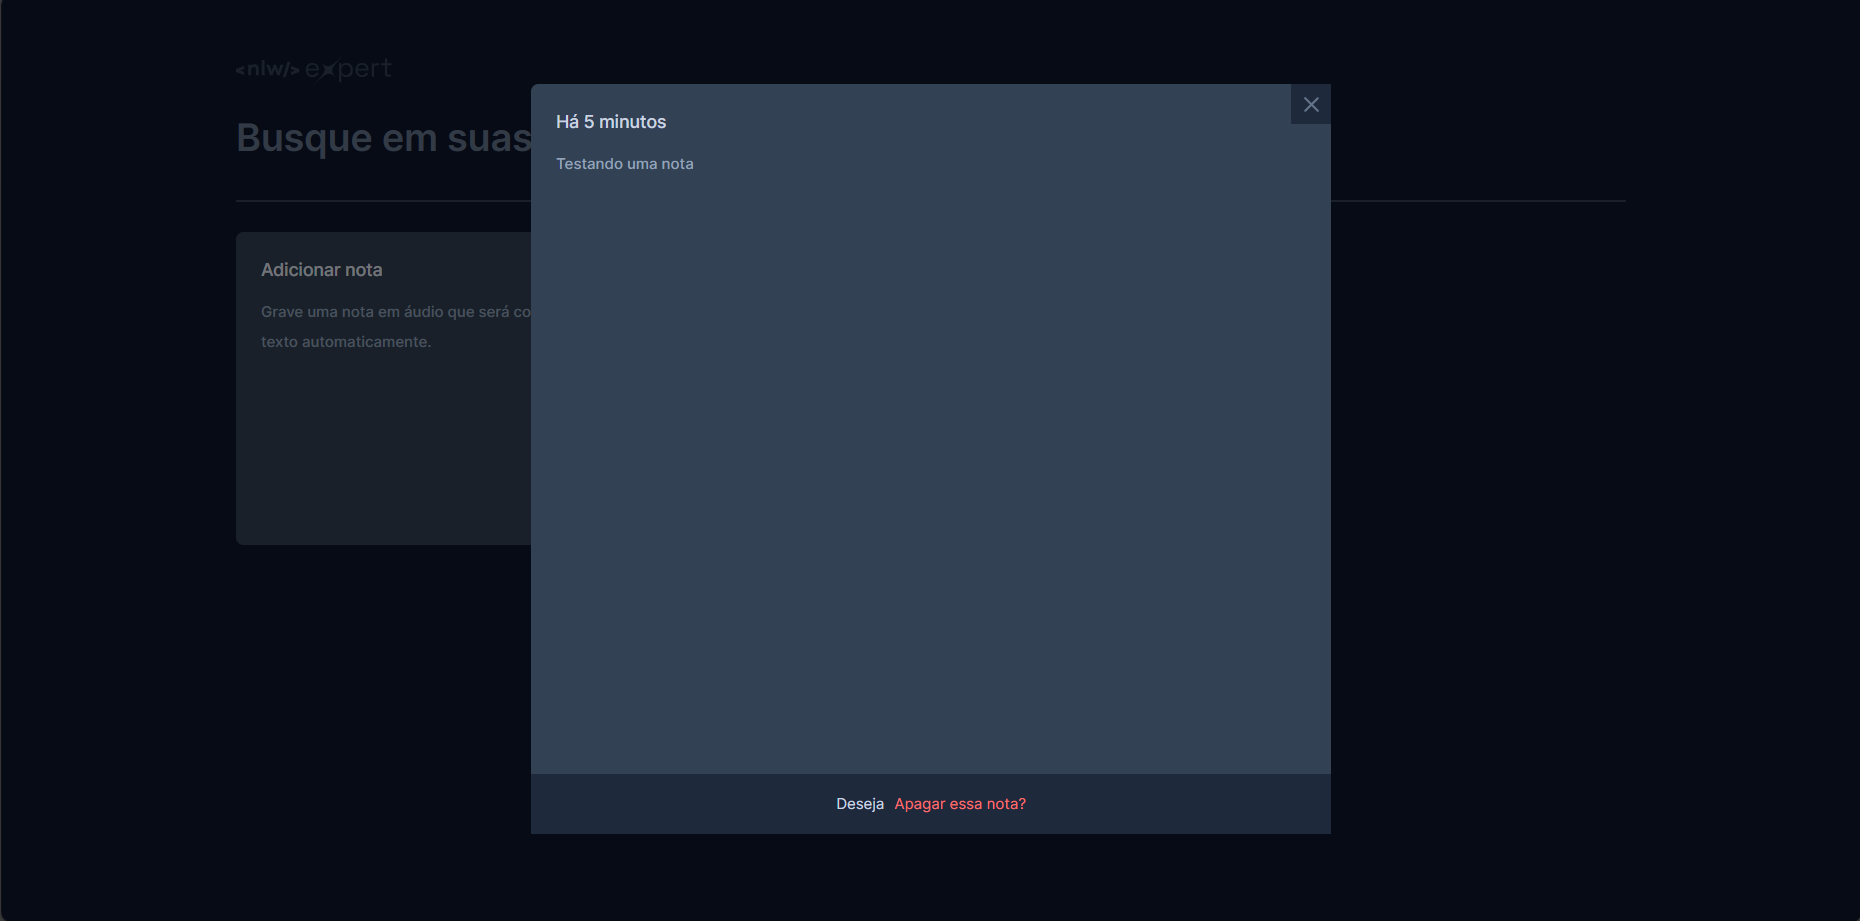 <nlw/> expert
Busque em suas
Há 5 minutos
Testando uma nota
Adicionar nota
Grave uma nota em áudio que será co
texto automaticamente.
Deseja Apagar essa nota?